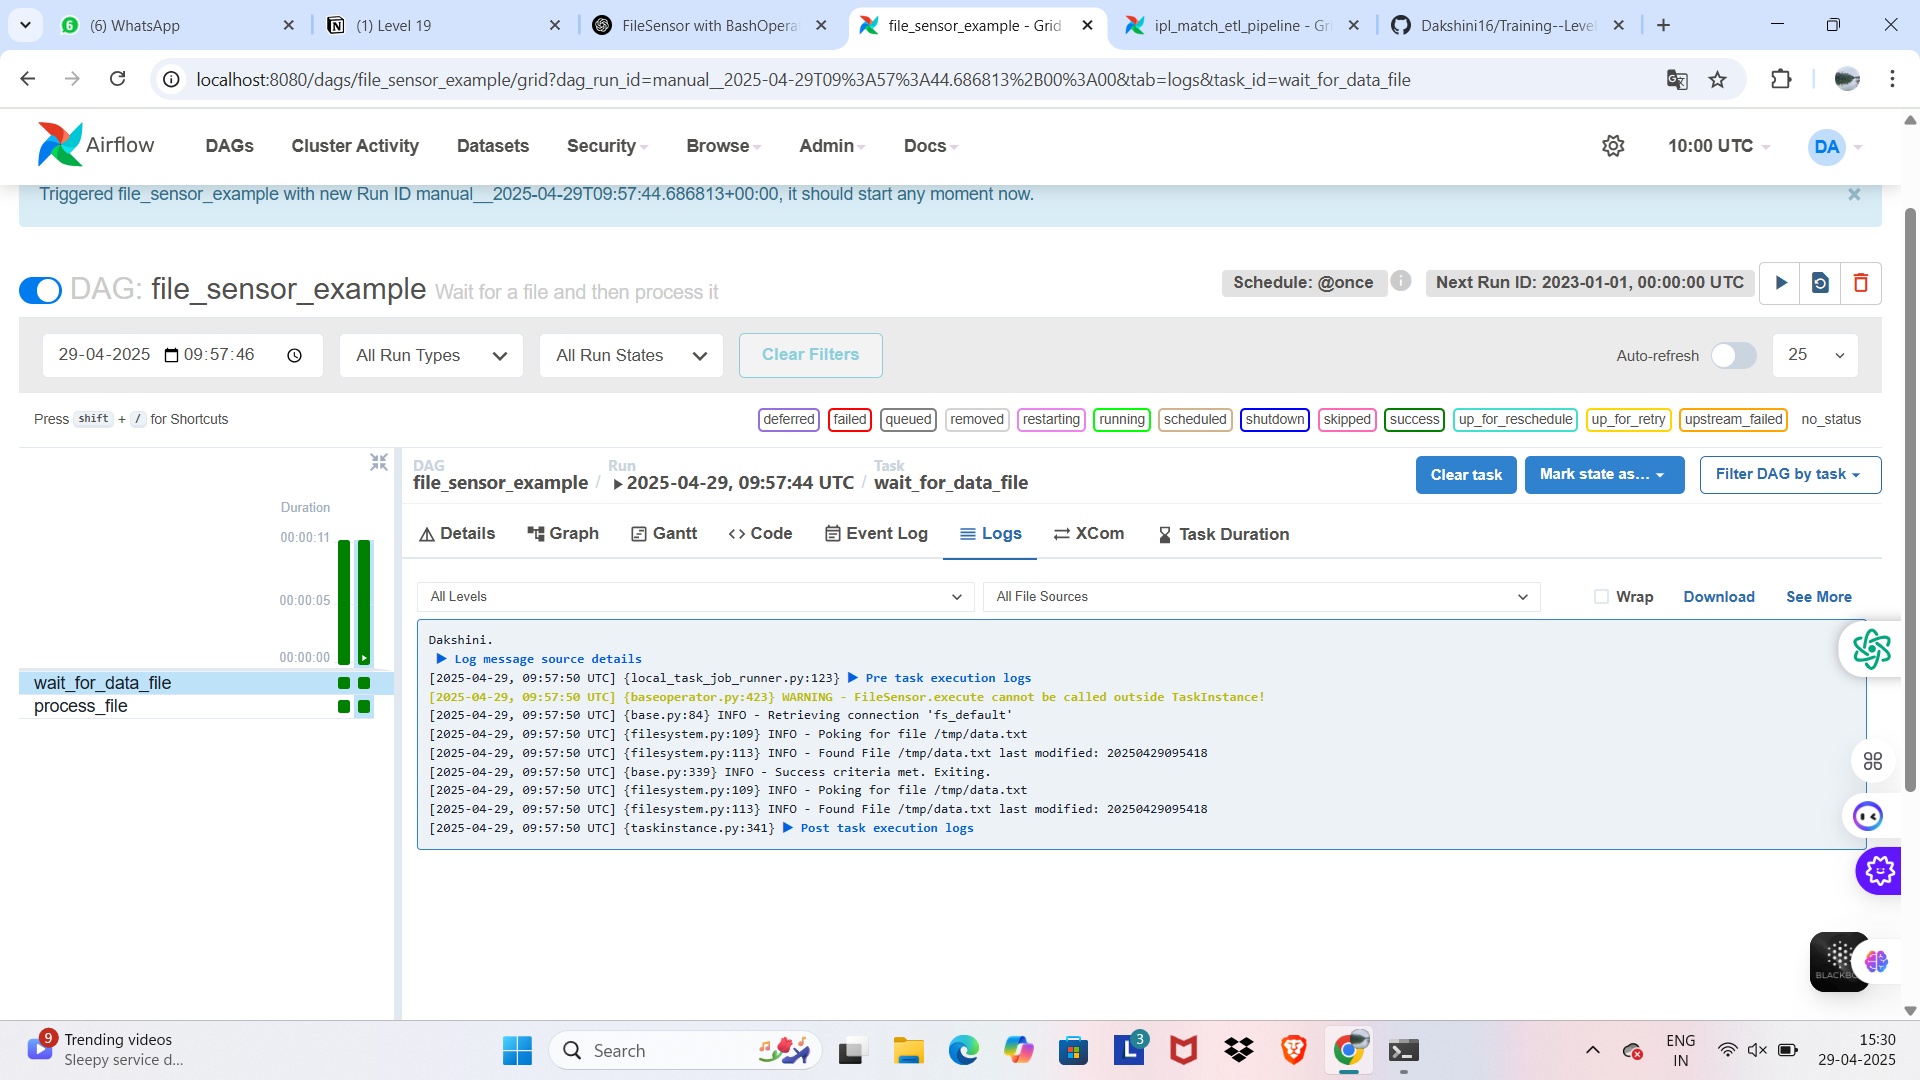 (6) WhatsApp
(1) Level 19
FileSensor with BashOpera
file_sensor_example - Grid
ipl_match_etl_pipeline - Gri
Dakshini16/Training--Leve
localhost:8080/dags/file_sensor_example/grid?dag_run_id=manual__2025-04-29T09%3A57%3A44.686813%2B00%3A00&tab=logs&task_id=wait_for_data_file
Airflow
DAGs
Cluster Activity
Datasets
Security
Browse
Admin
Docs
10:00 UTC
DA
Triggered file_sensor_example with new Run ID manual__2025-04-29T09:57:44.686813+00:00, it should start any moment now.
DAG: file_sensor_example Wait for a file and then process it
Schedule: @once
Next Run ID: 2023-01-01, 00:00:00 UTC
29-04-2025 09:57:46
All Run Types
All Run States
Clear Filters
Auto-refresh
25
Press shift + / for Shortcuts
deferred failed queued removed restarting running scheduled shutdown skipped success up_for_reschedule up_for_retry upstream_failed no_status
DAG
file_sensor_example
Run
2025-04-29, 09:57:44 UTC
Task
wait_for_data_file
Clear task
Mark state as...
Filter DAG by task
Duration
00:00:11
00:00:05
00:00:00
wait_for_data_file
process_file
Details
Graph
Gantt
Code
Event Log
Logs
XCom
Task Duration
All Levels
All File Sources
Wrap
Download
See More
Dakshini.
▶ Log message source details
[2025-04-29, 09:57:50 UTC] {local_task_job_runner.py:123} ▶ Pre task execution logs
[2025-04-29, 09:57:50 UTC] {baseoperator.py:423} WARNING - FileSensor.execute cannot be called outside TaskInstance!
[2025-04-29, 09:57:50 UTC] {base.py:84} INFO - Retrieving connection 'fs_default'
[2025-04-29, 09:57:50 UTC] {filesystem.py:109} INFO - Poking for file /tmp/data.txt
[2025-04-29, 09:57:50 UTC] {filesystem.py:113} INFO - Found File /tmp/data.txt last modified: 20250429095418
[2025-04-29, 09:57:50 UTC] {base.py:339} INFO - Success criteria met. Exiting.
[2025-04-29, 09:57:50 UTC] {filesystem.py:109} INFO - Poking for file /tmp/data.txt
[2025-04-29, 09:57:50 UTC] {filesystem.py:113} INFO - Found File /tmp/data.txt last modified: 20250429095418
[2025-04-29, 09:57:50 UTC] {taskinstance.py:341} ▶ Post task execution logs
9
Trending videos
Sleepy service d...
Search
3
ENG
IN
15:30
29-04-2025